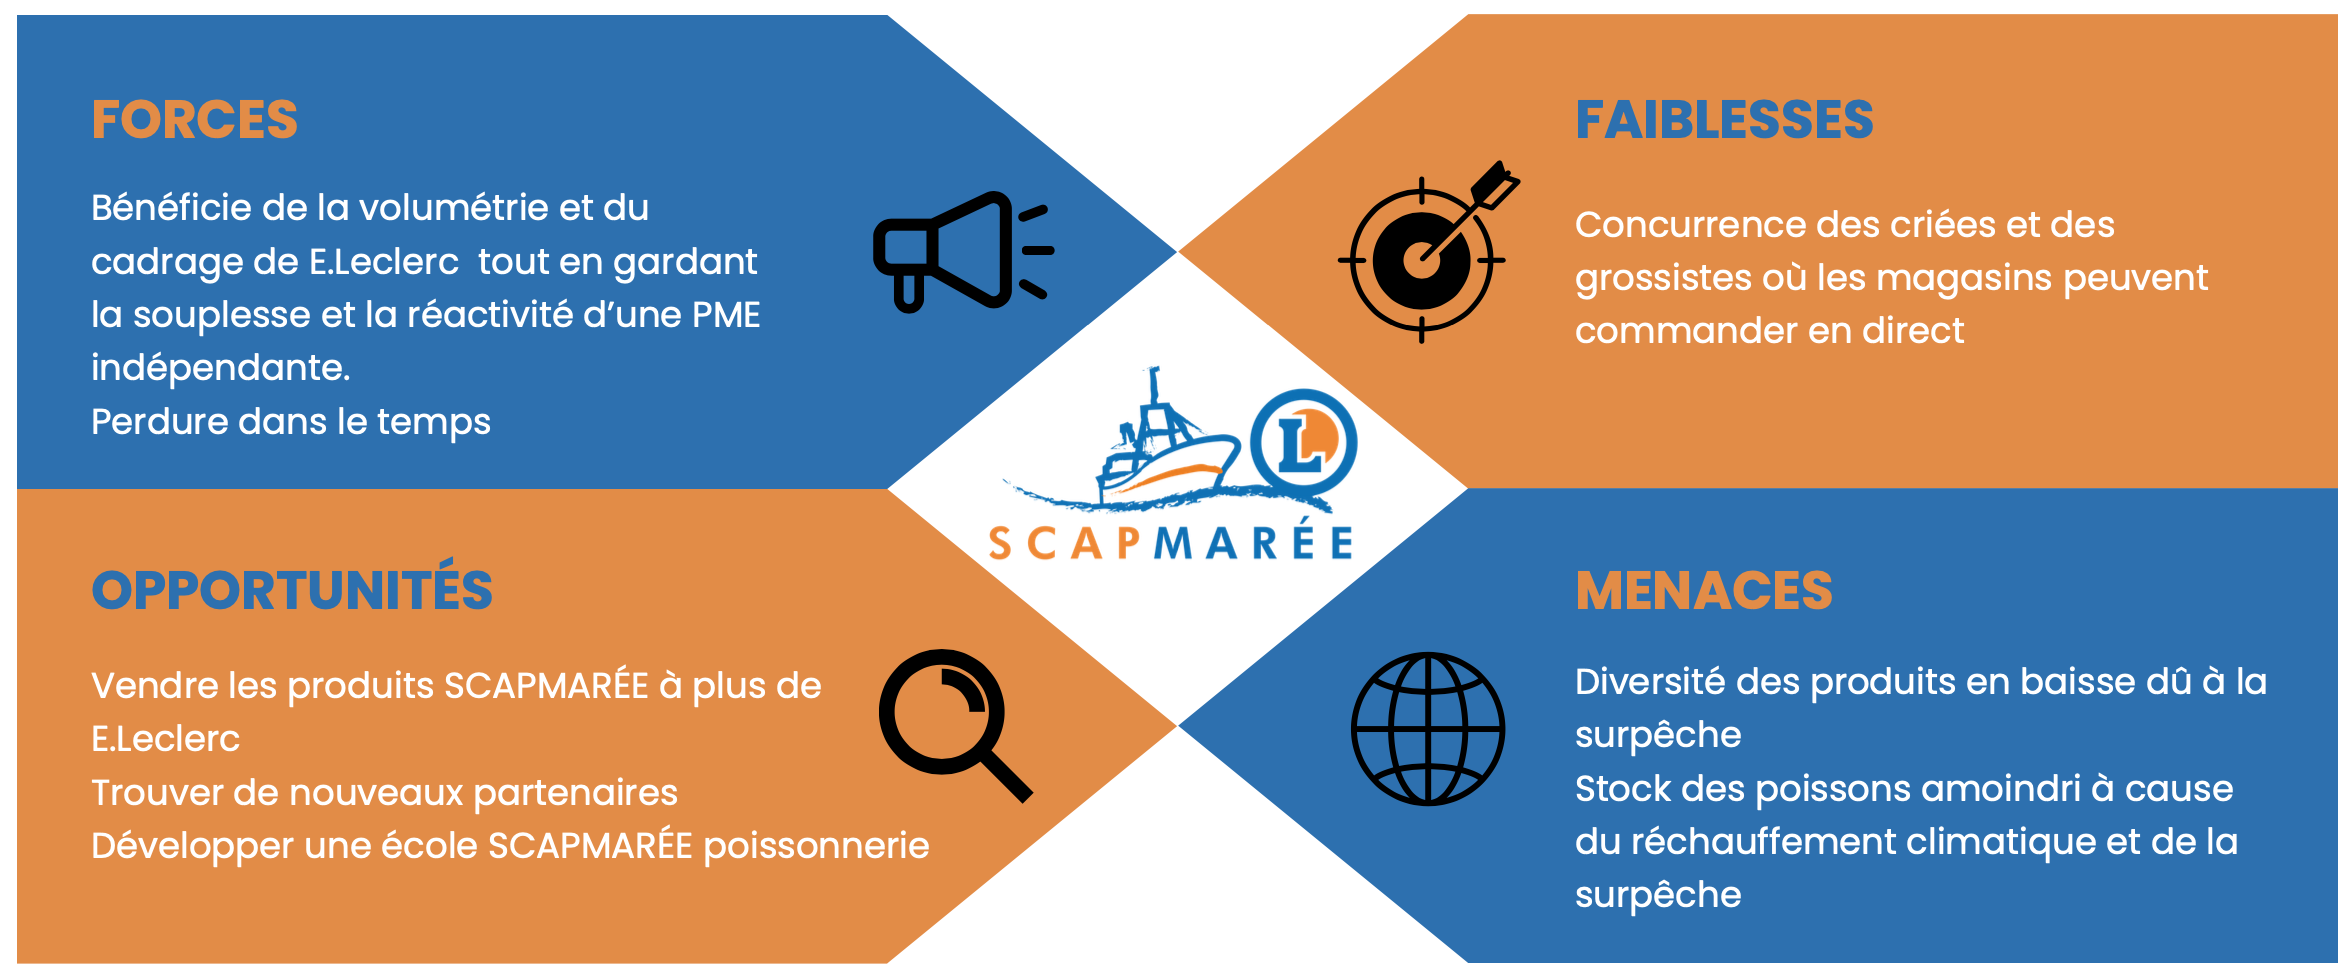 FORCES
Bénéficie de la volumétrie et du
cadrage de E.Leclerc tout en gardant
la souplesse et la réactivité d’une PME
indépendante.
Perdure dans le temps
FAIBLESSES
Concurrence des criées et des
grossistes où les magasins peuvent
commander en direct
L
SCAPMARÉE
OPPORTUNITÉS
Vendre les produits SCAPMARÉE à plus de
E.Leclerc
Trouver de nouveaux partenaires
Développer une école SCAPMARÉE poissonnerie
MENACES
Diversité des produits en baisse dû à la
surpêche
Stock des poissons amoindri à cause
du réchauffement climatique et de la
surpêche